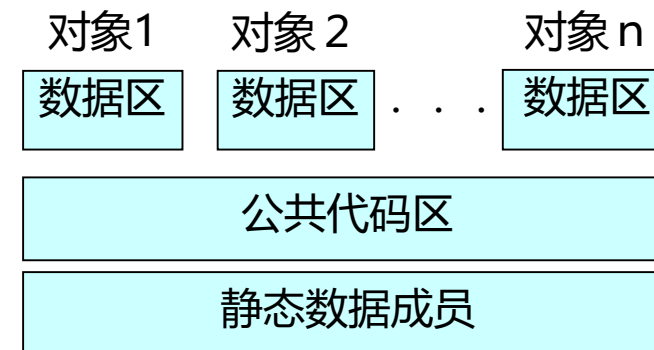 对象1 对象2 对象n
数据区 数据区 . . . 数据区
公共代码区
静态数据成员